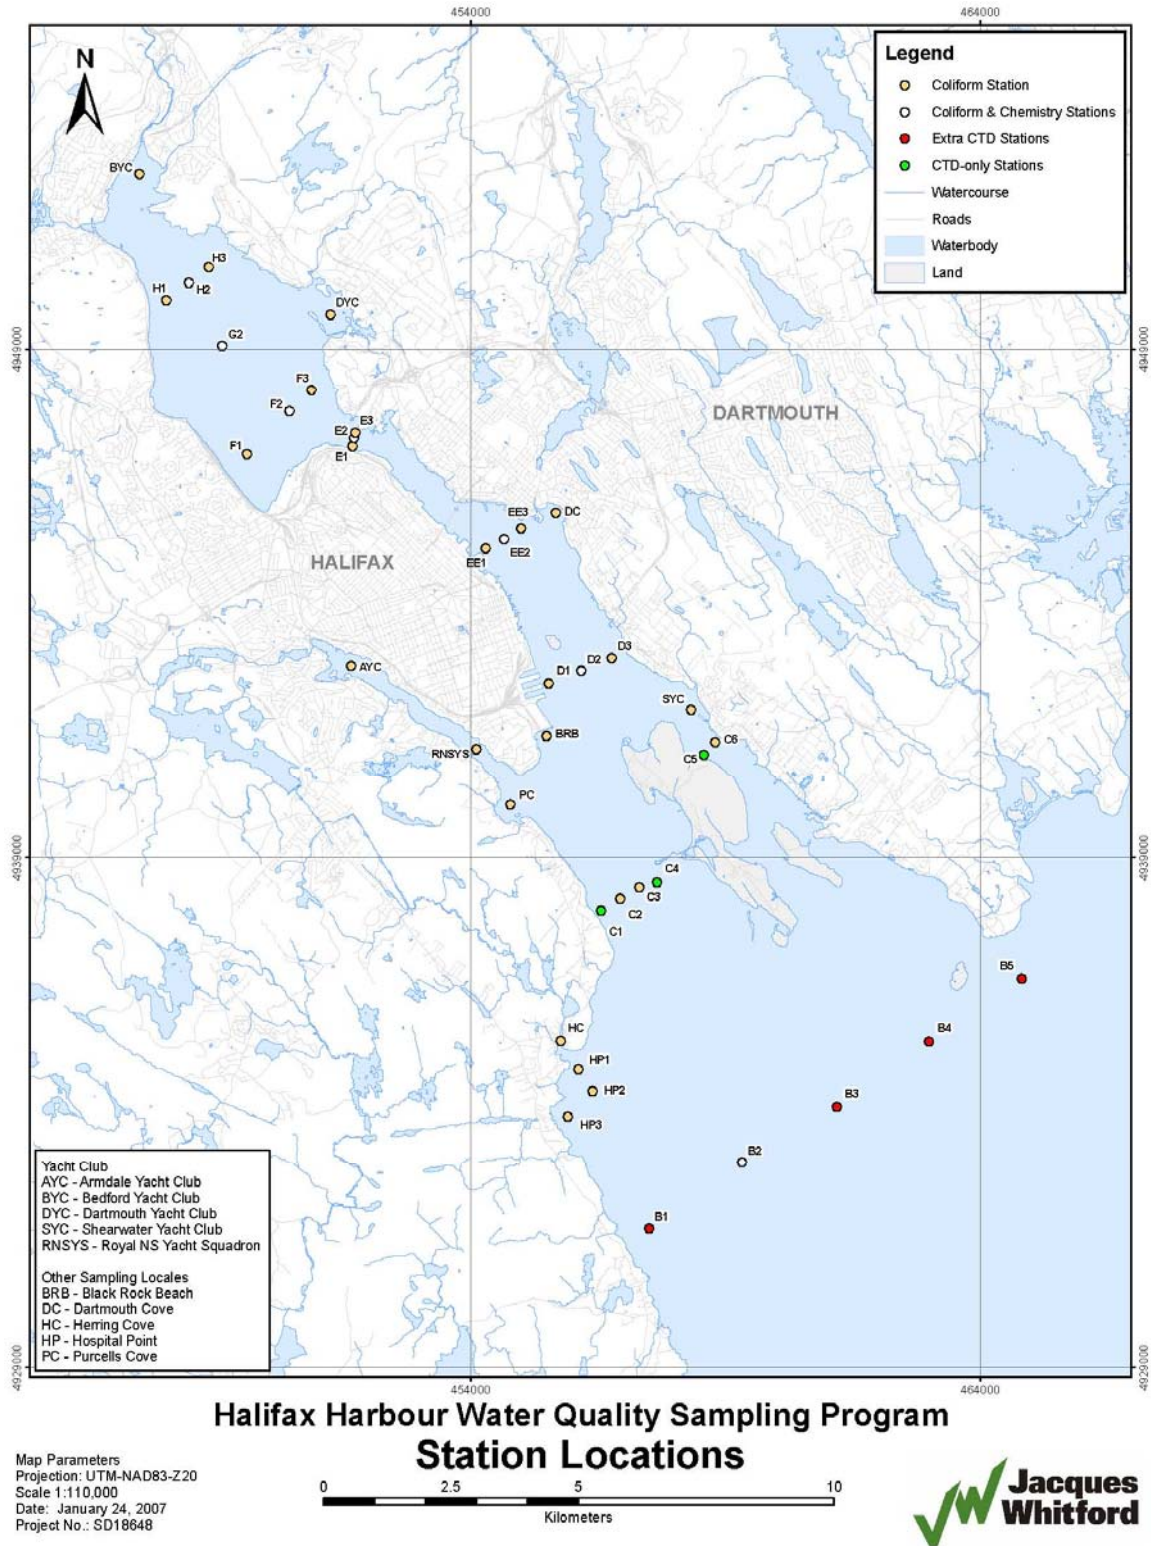 454000
464000
N
Legend
Coliform Station
Coliform & Chemistry Stations
Extra CTD Stations
CTD-only Stations
Watercourse
Roads
Waterbody
Land
BYC
H3
H2
H1
DYC
G2
4949000
4949000
F3
F2
DARTMOUTH
E3
E2
F1
E1
EE3
DC
EE2
EE1
HALIFAX
D3
D2
D1
AYC
SYC
BRB
C6
RNSYS
C5
PC
4939000
4939000
C4
C3
C2
C1
B5
HC
B4
HP1
HP2
B3
HP3
B2
B1
Yacht Club
AYC - Armdale Yacht Club
BYC - Bedford Yacht Club
DYC - Dartmouth Yacht Club
SYC - Shearwater Yacht Club
RNSYS - Royal NS Yacht Squadron
Other Sampling Locales
BRB - Black Rock Beach
DC - Dartmouth Cove
HC - Herring Cove
HP - Hospital Point
PC - Purcells Cove
4929000
4929000
454000
464000
Halifax Harbour Water Quality Sampling Program
Station Locations
Map Parameters
Projection: UTM-NAD83-Z20
Scale 1:110,000
Date: January 24, 2007
Project No.: SD18648
0 2.5 5 10
Kilometers
JW Jacques
Whitford